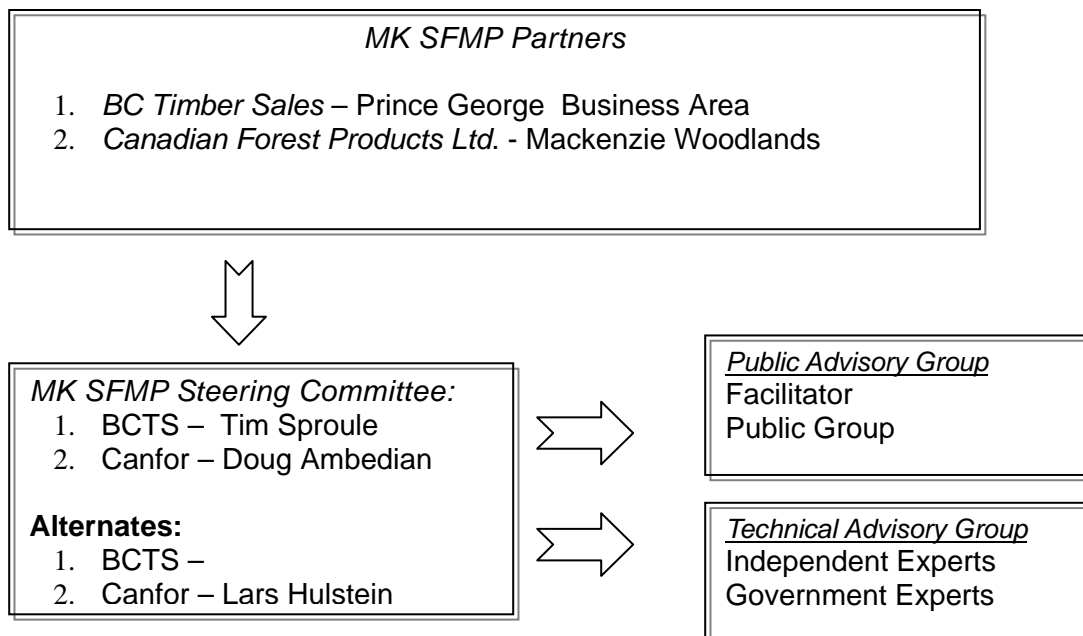 MK SFMP Partners
1. BC Timber Sales – Prince George Business Area
2. Canadian Forest Products Ltd. - Mackenzie Woodlands
MK SFMP Steering Committee:
1. BCTS – Tim Sproule
2. Canfor – Doug Ambedian
Alternates:
1. BCTS –
2. Canfor – Lars Hulstein
Public Advisory Group
Facilitator
Public Group
Technical Advisory Group
Independent Experts
Government Experts